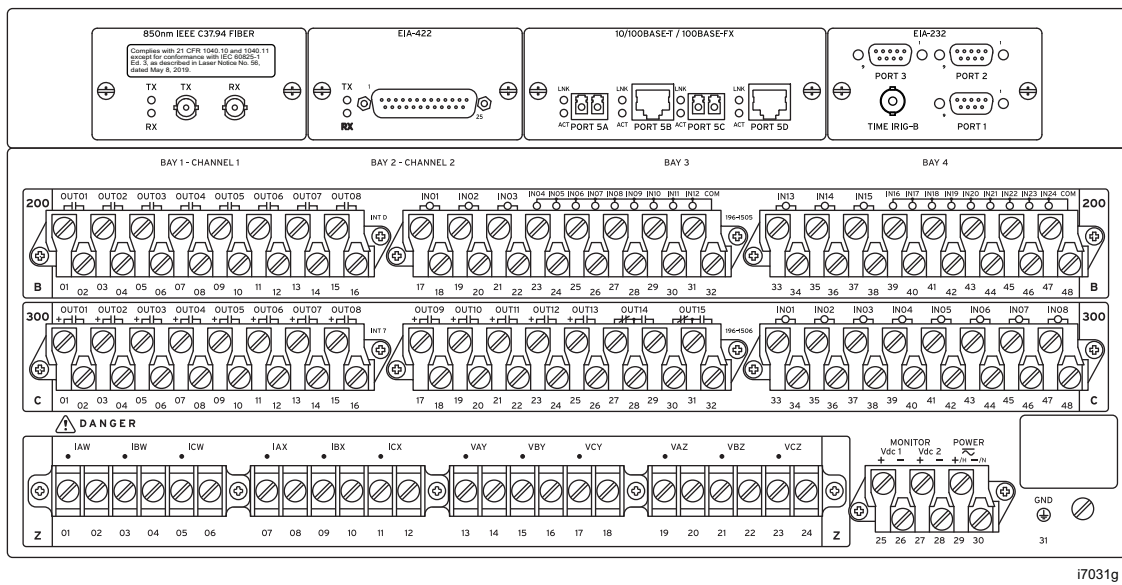 850nm IEEE C37.94 FIBER EIA-422 10/100BASE-T / 100BASE-FX EIA-232
Complies with 21 CFR 1040.10 and 1040.11
except for conformance with IEC 60825-1
Ed. 3, as described in Laser Notice No. 56,
dated May 8, 2019.
TX TX RX
RX
TX 1
RX 25
LNK LNK LNK LNK
ACT PORT 5A ACT PORT 5B ACT PORT 5C ACT PORT 5D
1 1
9 PORT 3 9 PORT 2
1
9
TIME IRIG-B PORT 1
BAY 1 - CHANNEL 1 BAY 2 - CHANNEL 2 BAY 3 BAY 4
200 OUT01 OUT02 OUT03 OUT04 OUT05 OUT06 OUT07 OUT08 IN01 IN02 IN03 IN04 IN05 IN06 IN07 IN08 IN09 IN10 IN11 IN12 COM IN13 IN14 IN15 IN16 IN17 IN18 IN19 IN20 IN21 IN22 IN23 IN24 COM 200
INT D 196-1505
B 01 02 03 04 05 06 07 08 09 10 11 12 13 14 15 16 17 18 19 20 21 22 23 24 25 26 27 28 29 30 31 32 33 34 35 36 37 38 39 40 41 42 43 44 45 46 47 48 B
300 OUT01 OUT02 OUT03 OUT04 OUT05 OUT06 OUT07 OUT08 OUT09 OUT10 OUT11 OUT12 OUT13 OUT14 OUT15 IN01 IN02 IN03 IN04 IN05 IN06 IN07 IN08 300
+ + + + + + + + + + + + +
INT 7 196-1506
C 01 02 03 04 05 06 07 08 09 10 11 12 13 14 15 16 17 18 19 20 21 22 23 24 25 26 27 28 29 30 31 32 33 34 35 36 37 38 39 40 41 42 43 44 45 46 47 48 C
DANGER
IAW IBW ICW IAX IBX ICX VAY VBY VCY VAZ VBZ VCZ
MONITOR POWER
Vdc 1 Vdc 2
+ - + - +/H -/N
GND
Z 01 02 03 04 05 06 07 08 09 10 11 12 13 14 15 16 17 18 19 20 21 22 23 24 Z
25 26 27 28 29 30 31
i7031g